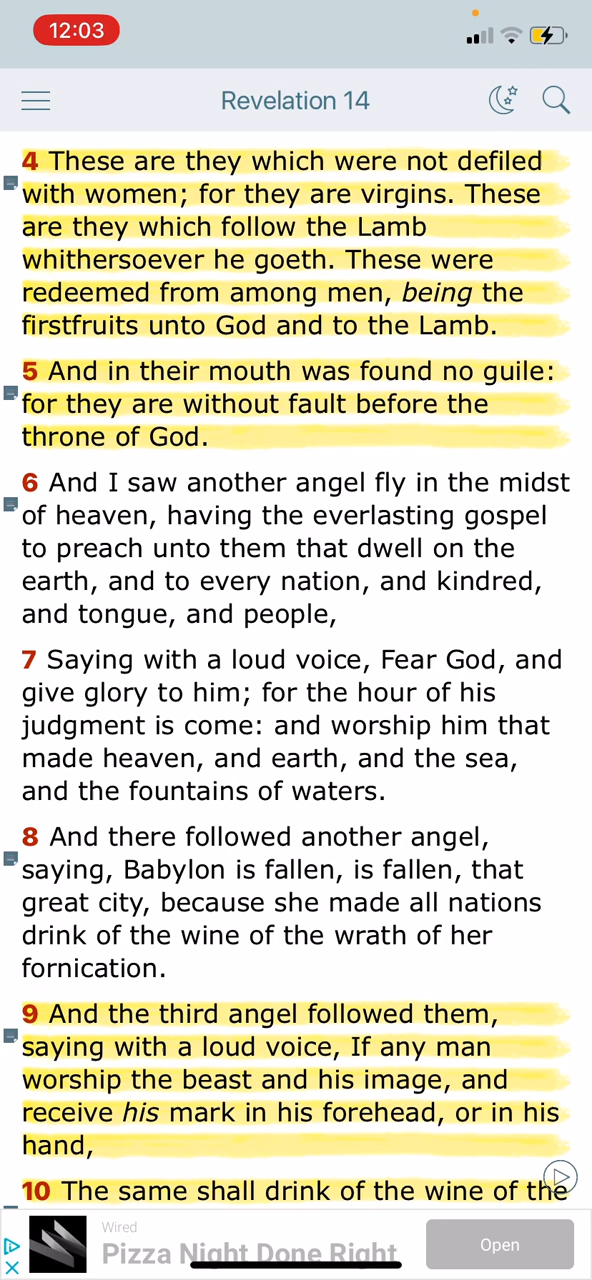 12:03
Revelation 14
4 These are they which were not defiled
with women; for they are virgins. These
are they which follow the Lamb
whithersoever he goeth. These were
redeemed from among men, being the
firstfruits unto God and to the Lamb.
5 And in their mouth was found no guile:
for they are without fault before the
throne of God.
6 And I saw another angel fly in the midst
of heaven, having the everlasting gospel
to preach unto them that dwell on the
earth, and to every nation, and kindred,
and tongue, and people,
7 Saying with a loud voice, Fear God, and
give glory to him; for the hour of his
judgment is come: and worship him that
made heaven, and earth, and the sea,
and the fountains of waters.
8 And there followed another angel,
saying, Babylon is fallen, is fallen, that
great city, because she made all nations
drink of the wine of the wrath of her
fornication.
9 And the third angel followed them,
saying with a loud voice, If any man
worship the beast and his image, and
receive his mark in his forehead, or in his
hand,
10 The same shall drink of the wine of the
Wired
Pizza Night Done Right
Open